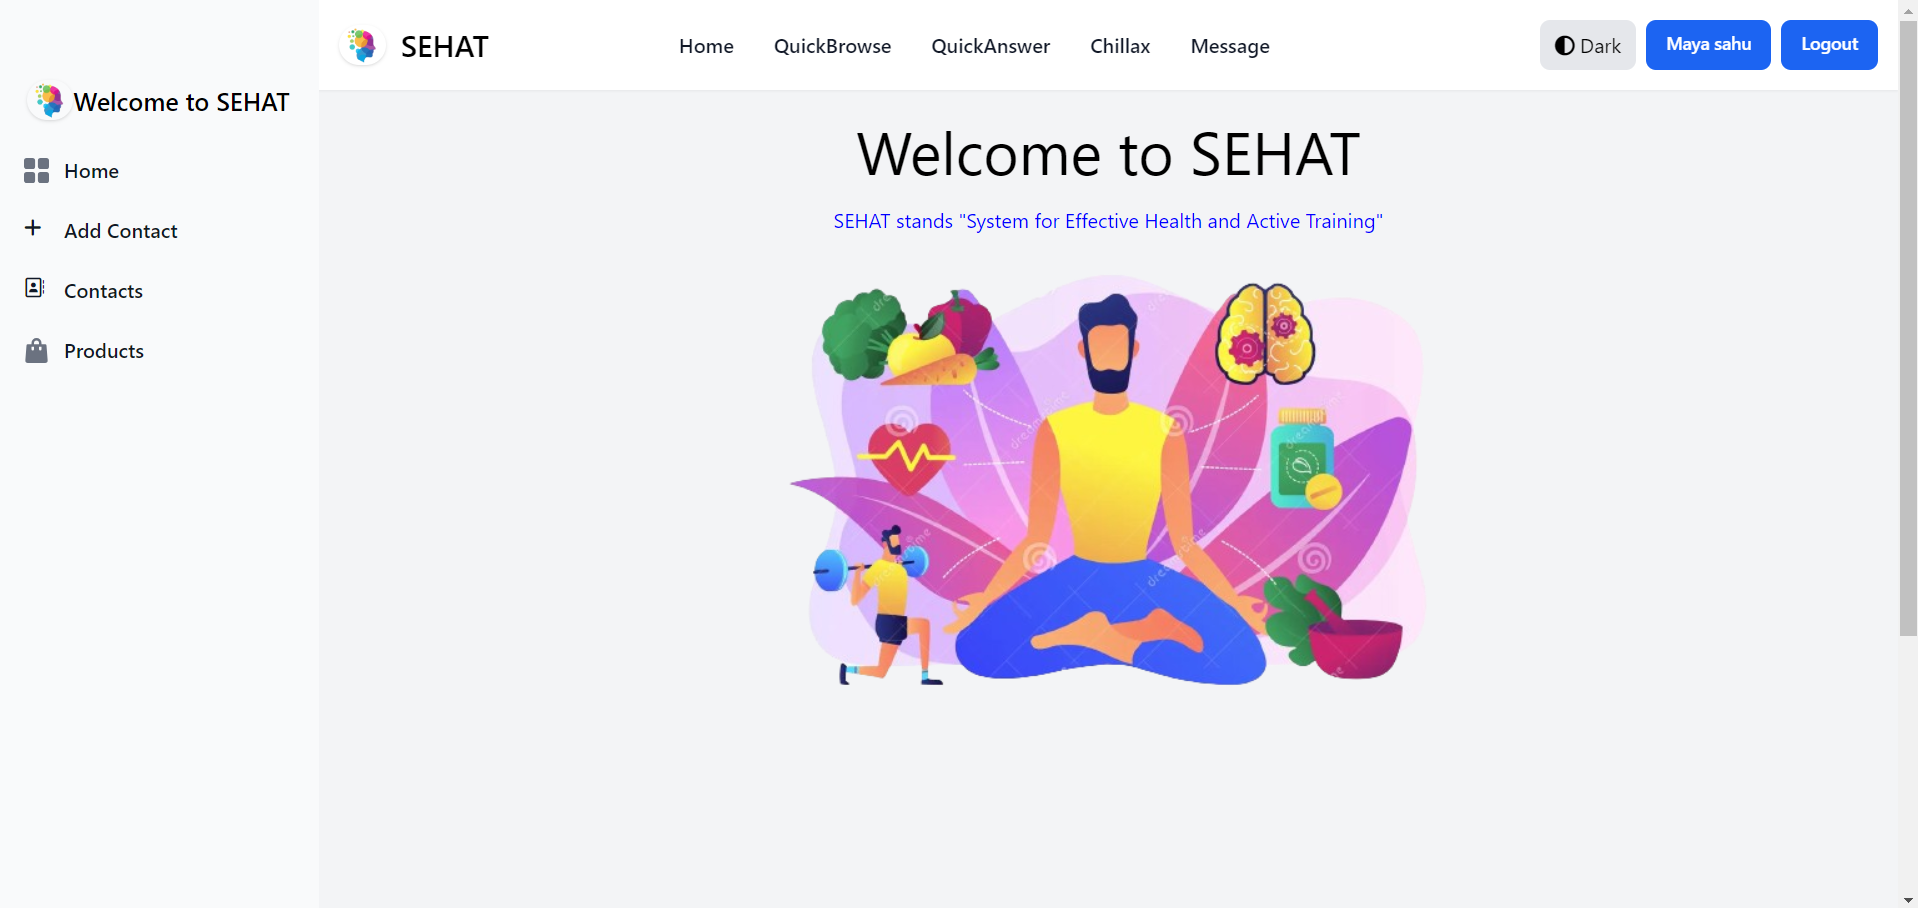 SEHAT
Home
QuickBrowse
QuickAnswer
Chillax
Message
Dark
Maya sahu
Logout
Welcome to SEHAT
Home
Add Contact
Contacts
Products
Welcome to SEHAT
SEHAT stands "System for Effective Health and Active Training"